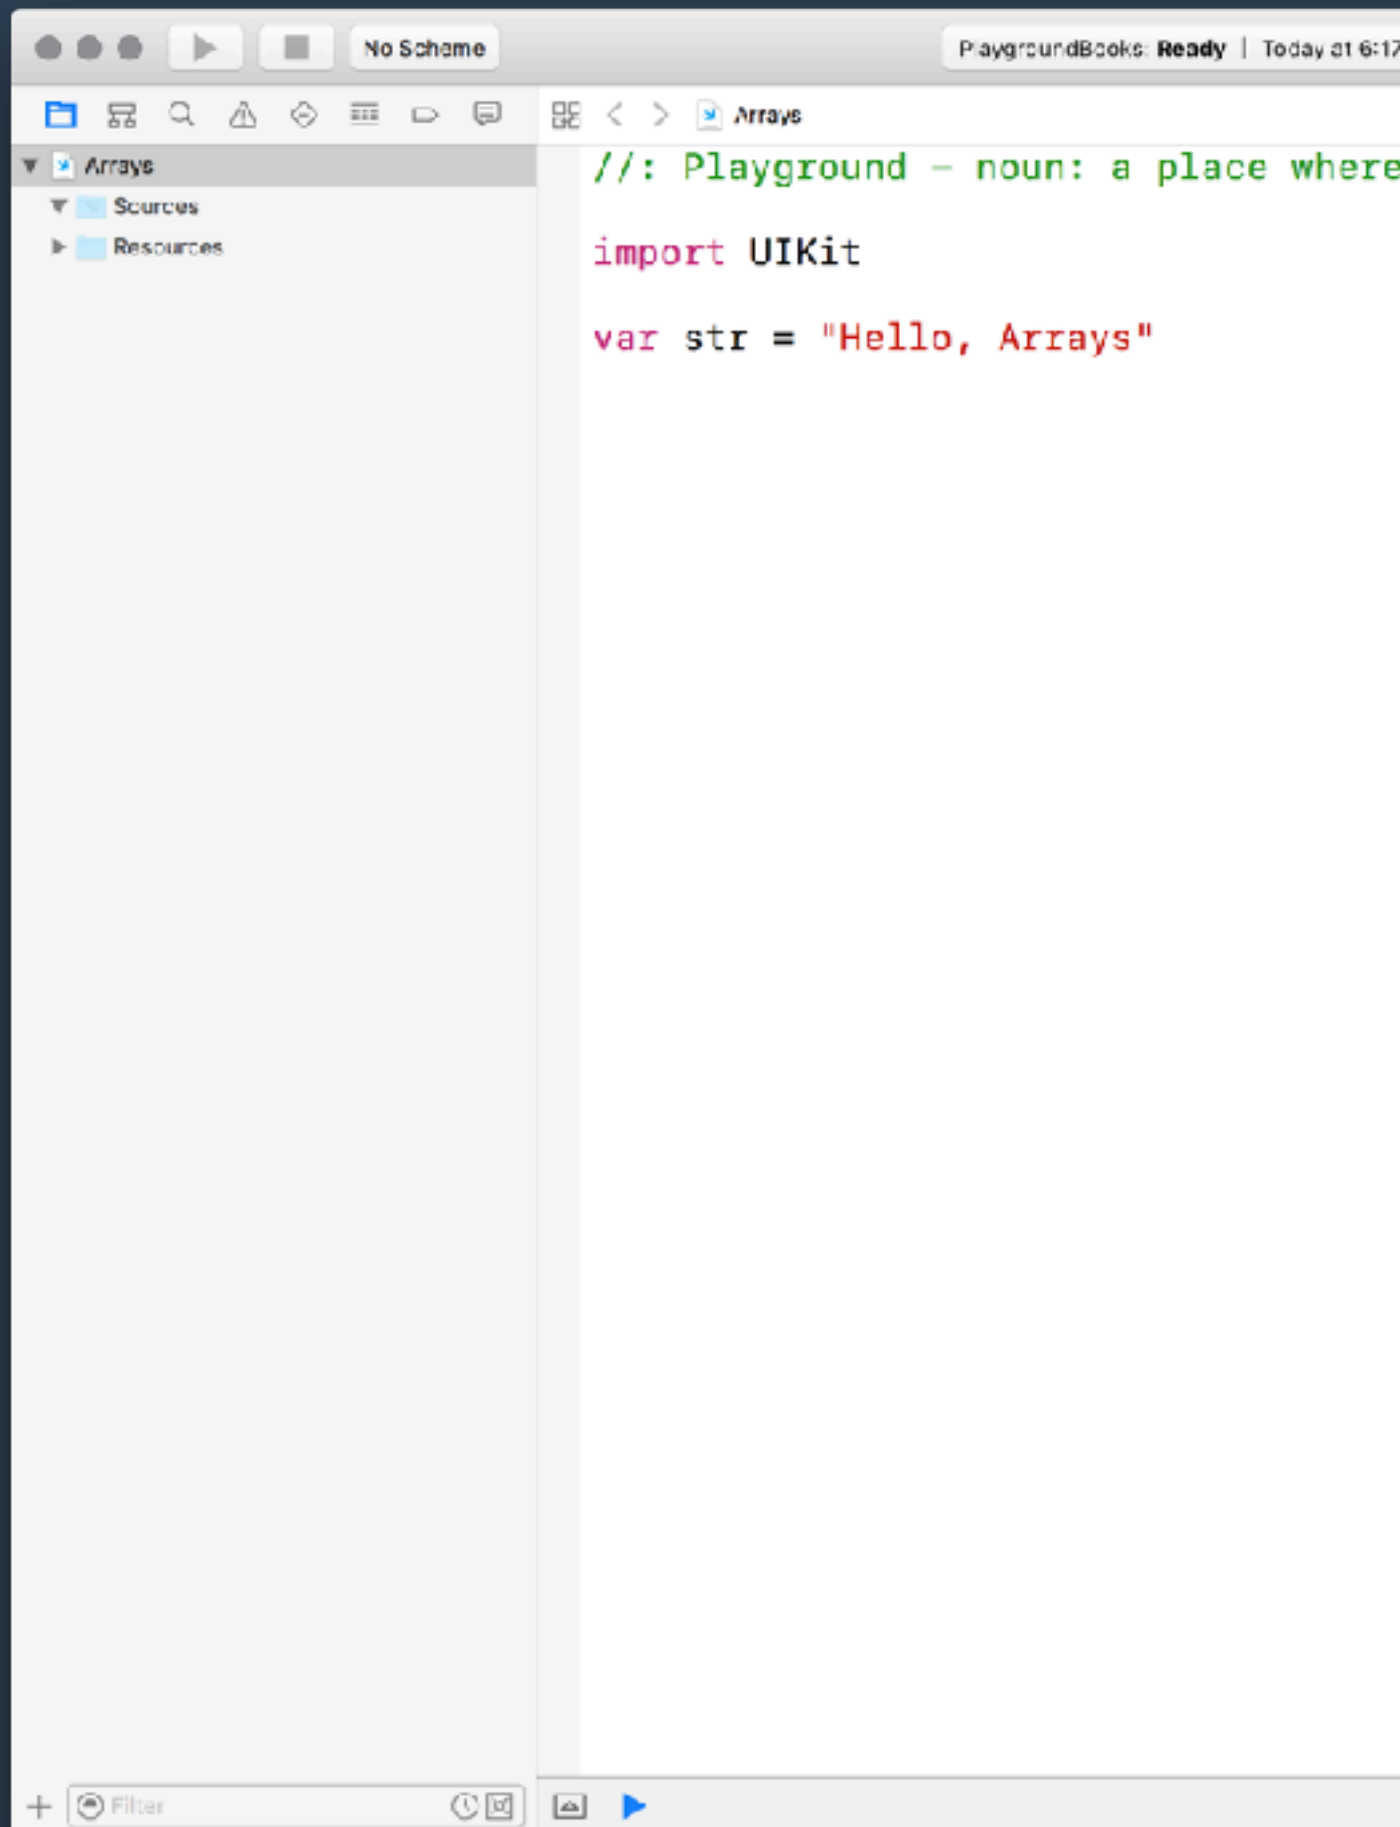 No Scheme
PlaygroundBooks: Ready | Today at 6:17
Arrays
Arrays
Sources
Resources
//: Playground – noun: a place where
import UIKit
var str = "Hello, Arrays"
Filter